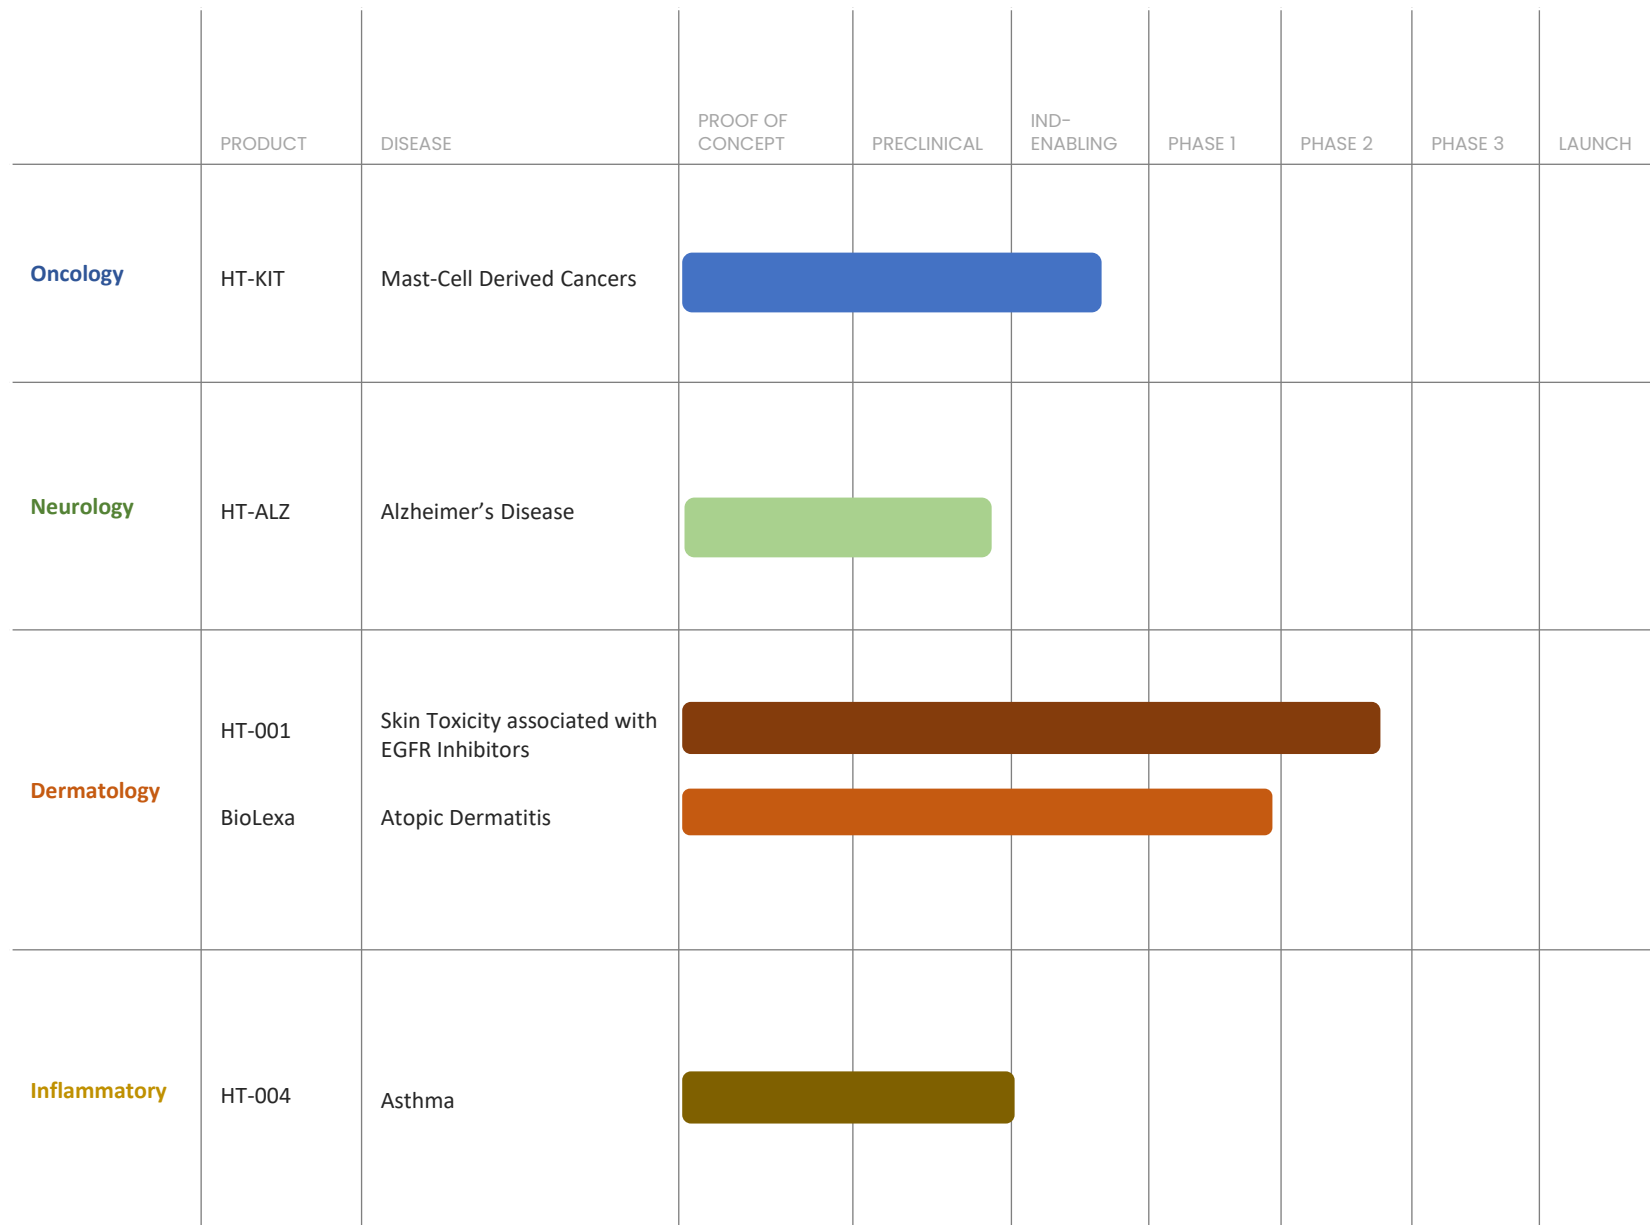 PRODUCT
DISEASE
PROOF OF
CONCEPT
PRECLINICAL
IND-
ENABLING
PHASE 1
PHASE 2
PHASE 3
LAUNCH
Oncology
HT-KIT
Mast-Cell Derived Cancers
Neurology
HT-ALZ
Alzheimer’s Disease
Dermatology
HT-001
Skin Toxicity associated with
EGFR Inhibitors
BioLexa
Atopic Dermatitis
Inflammatory
HT-004
Asthma